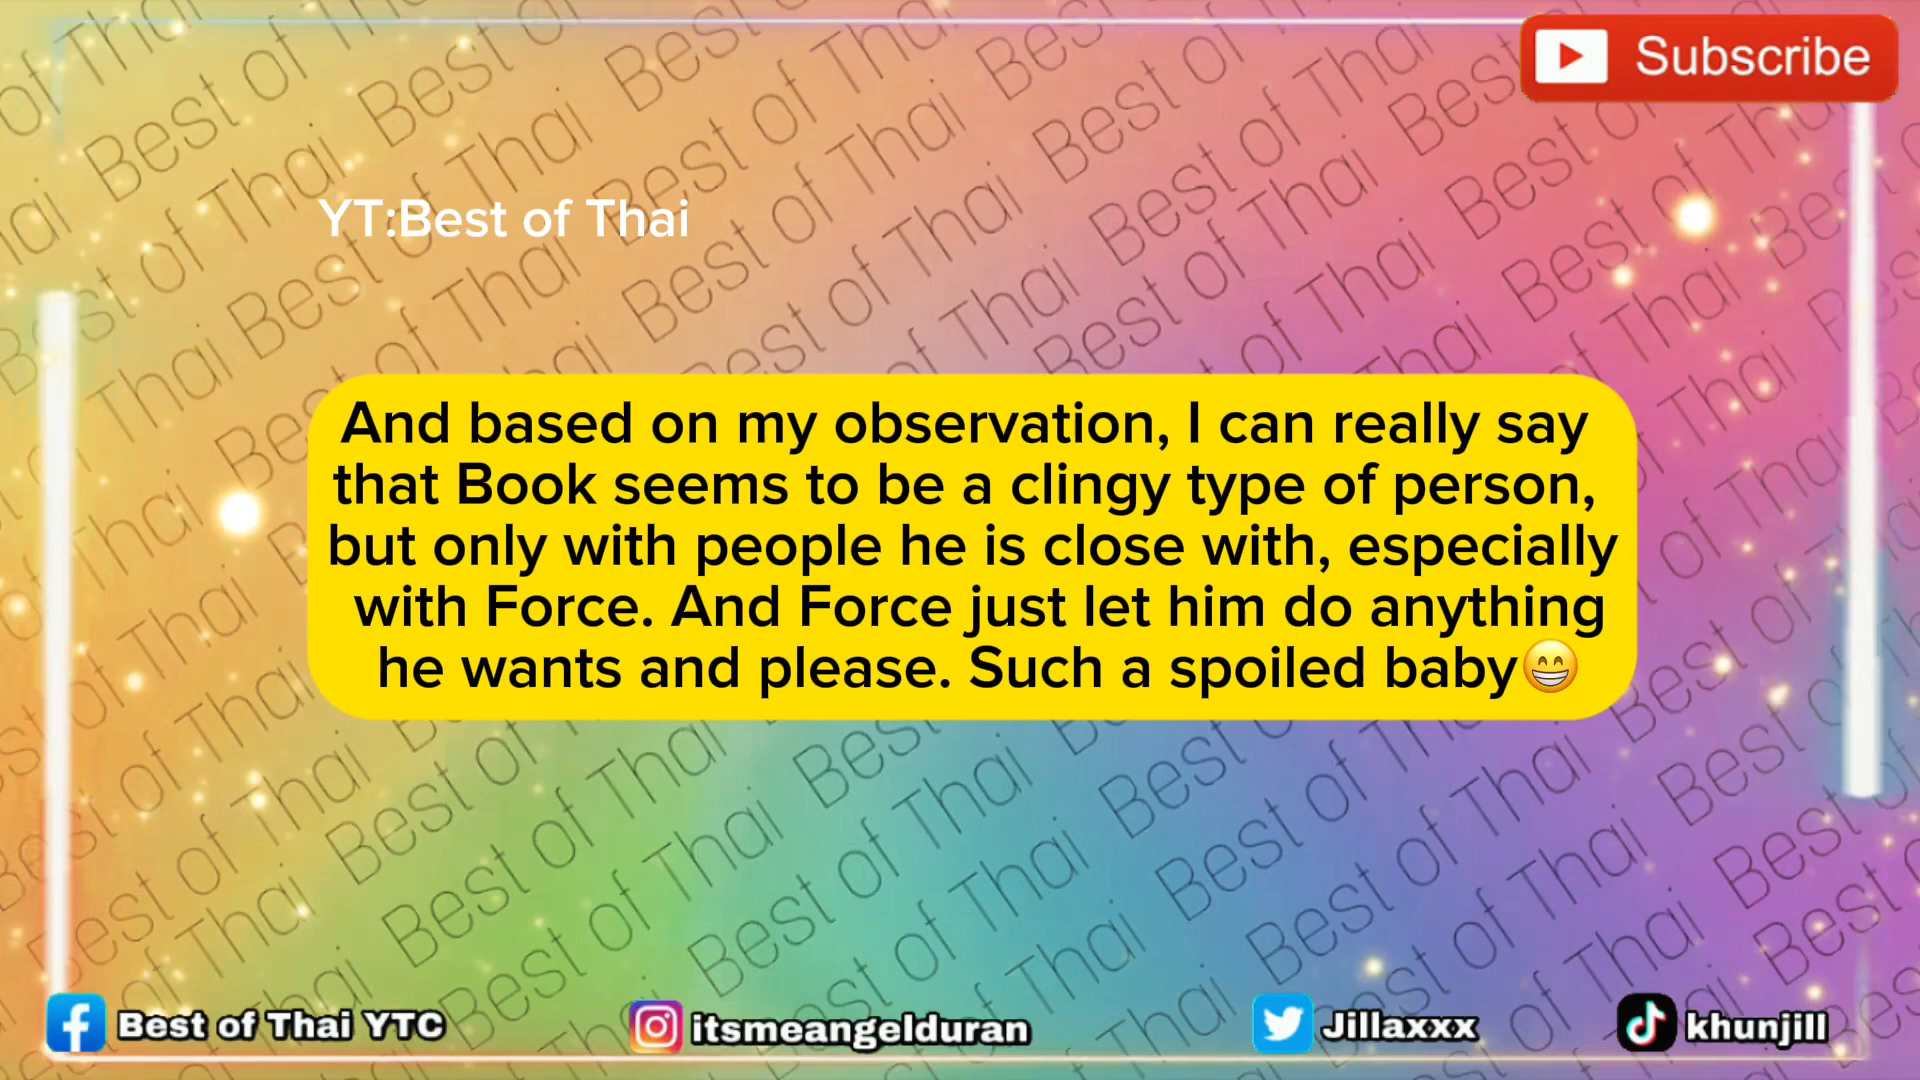 Subscribe
YT:Best of Thai
And based on my observation, I can really say
that Book seems to be a clingy type of person,
but only with people he is close with, especially
with Force. And Force just let him do anything
he wants and please. Such a spoiled baby😁
Best of Thai YTC
itsmeangelduran
Jillaxxx
khunjill